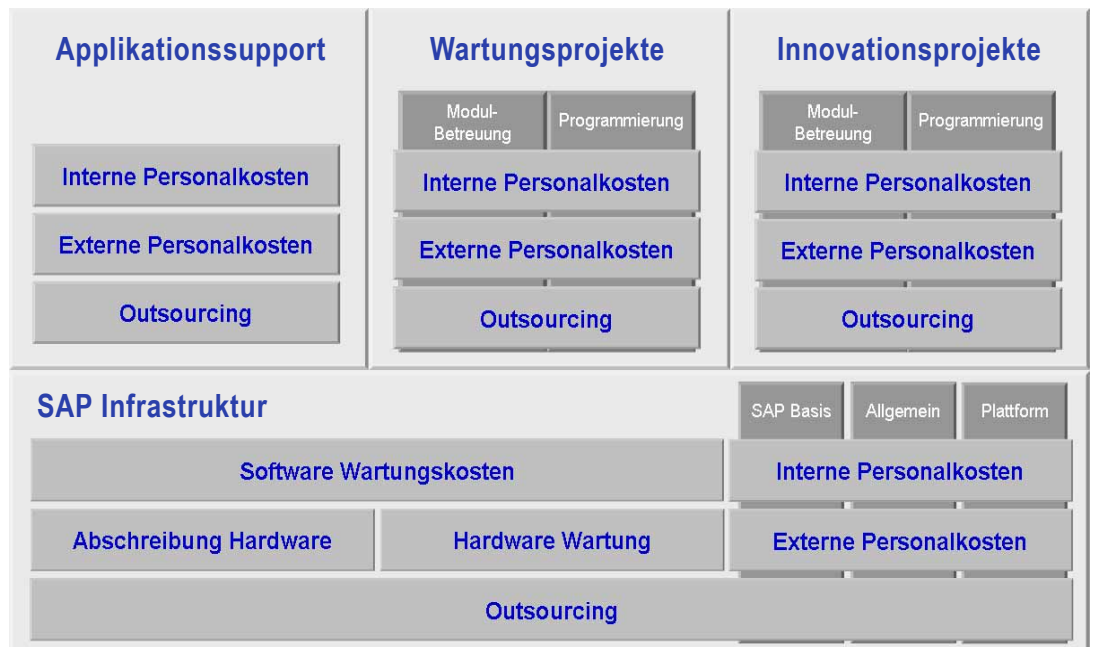 Applikationssupport
Interne Personalkosten
Externe Personalkosten
Outsourcing
Wartungsprojekte
Modul-
Betreuung
Programmierung
Interne Personalkosten
Externe Personalkosten
Outsourcing
Innovationsprojekte
Modul-
Betreuung
Programmierung
Interne Personalkosten
Externe Personalkosten
Outsourcing
SAP Infrastruktur
SAP Basis
Allgemein
Plattform
Software Wartungskosten
Interne Personalkosten
Abschreibung Hardware
Hardware Wartung
Externe Personalkosten
Outsourcing